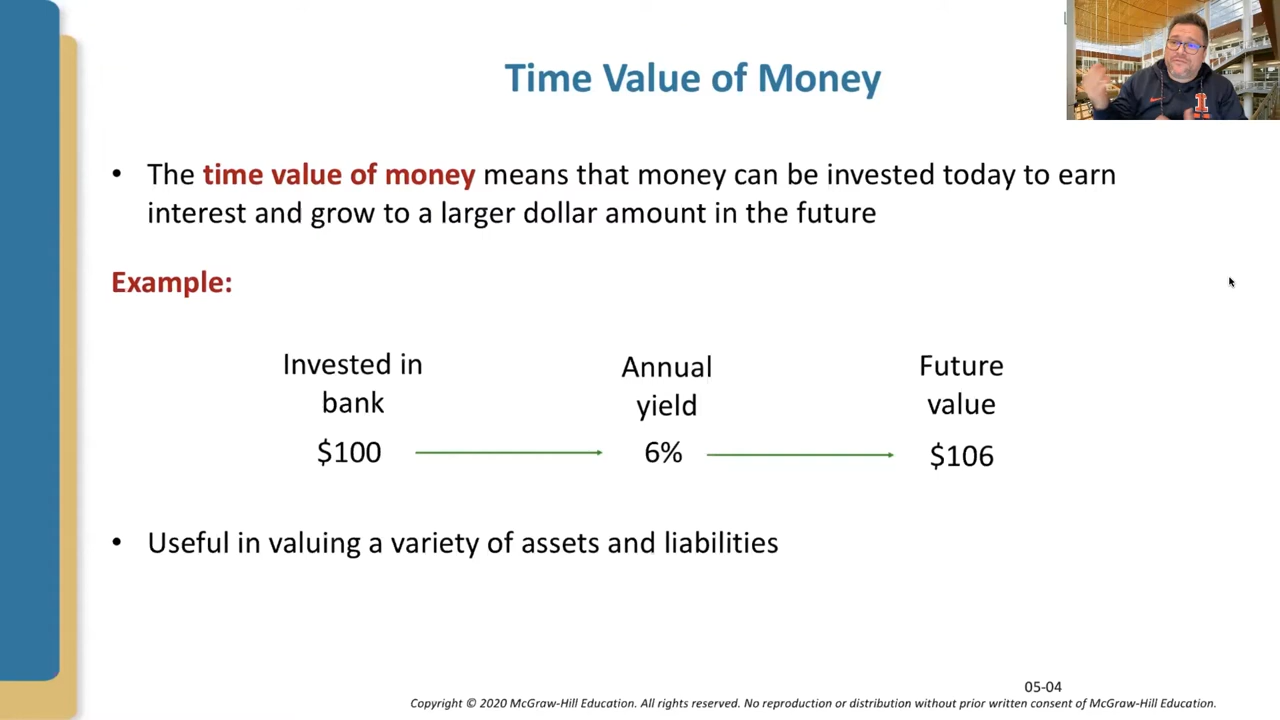 Time Value of Money
• The time value of money means that money can be invested today to earn
interest and grow to a larger dollar amount in the future
Example:
Invested in
bank
$100
Annual
yield
6%
Future
value
$106
• Useful in valuing a variety of assets and liabilities
05-04
Copyright © 2020 McGraw-Hill Education. All rights reserved. No reproduction or distribution without prior written consent of McGraw-Hill Education.